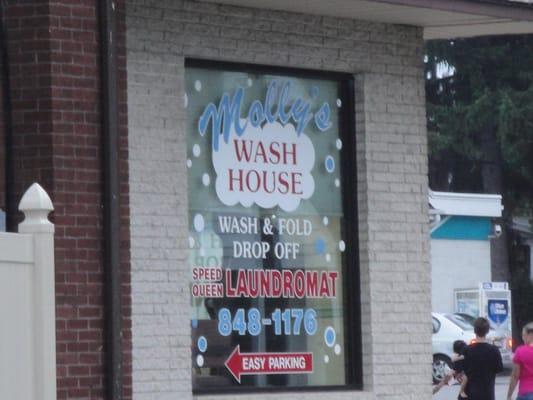 Molly's
WASH
HOUSE
WASH & FOLD
DROP OFF
SPEED
QUEEN LAUNDROMAT
848-1176
EASY PARKING